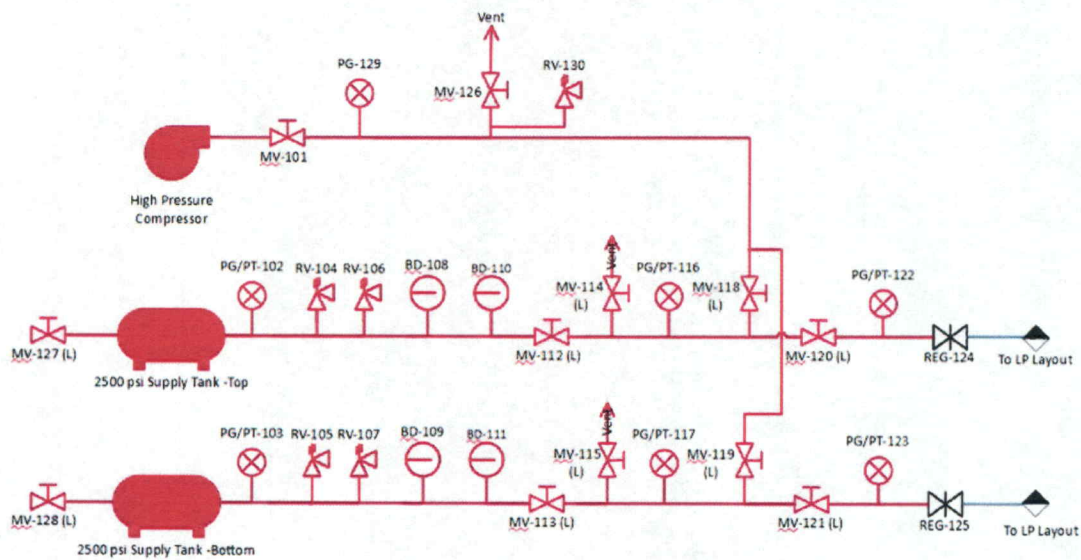 Vent
PG-129
RV-130
MV-126
MV-101
High Pressure
Compressor
PG/PT-102
RV-104
RV-106
BD-108
BD-110
Vent
MV-114
(L)
PG/PT-116
MV-118
(L)
PG/PT-122
MV-127 (L)
2500 psi Supply Tank -Top
MV-112 (L)
MV-120 (L)
REG-124
To LP Layout
PG/PT-103
RV-105
RV-107
BD-109
BD-111
Vent
MV-115
(L)
PG/PT-117
MV-119
(L)
PG/PT-123
MV-128 (L)
2500 psi Supply Tank -Bottom
MV-113 (L)
MV-121 (L)
REG-125
To LP Layout